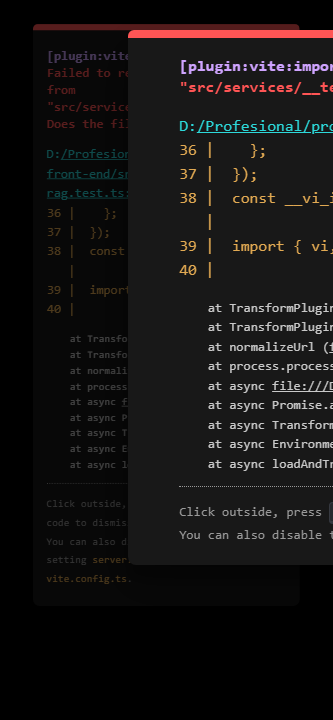 [plugin:vite
Failed to re
from
"src/service
Does the fil
D:/Profesion
front-end/sr
rag.test.ts:
36 |    };
37 |  });
38 |  const
   |
39 |  import
40 |
at Transfor
at Transfor
at normaliz
at process
at async f
at async P
at async T
at async En
at async lo
Click outside,
code to dismis
You can also d
setting server.
vite.config.ts.
[plugin:vite:impor
"src/services/__te
D:/Profesional/pro
36 |    };
37 |  });
38 |  const __vi_i
   |
39 |  import { vi,
40 |
at TransformPlugin
at TransformPlugin
at normalizeUrl (f
at process.process
at async file:///D
at async Promise.a
at async Transform
at async Environme
at async loadAndTr
Click outside, press
You can also disable t